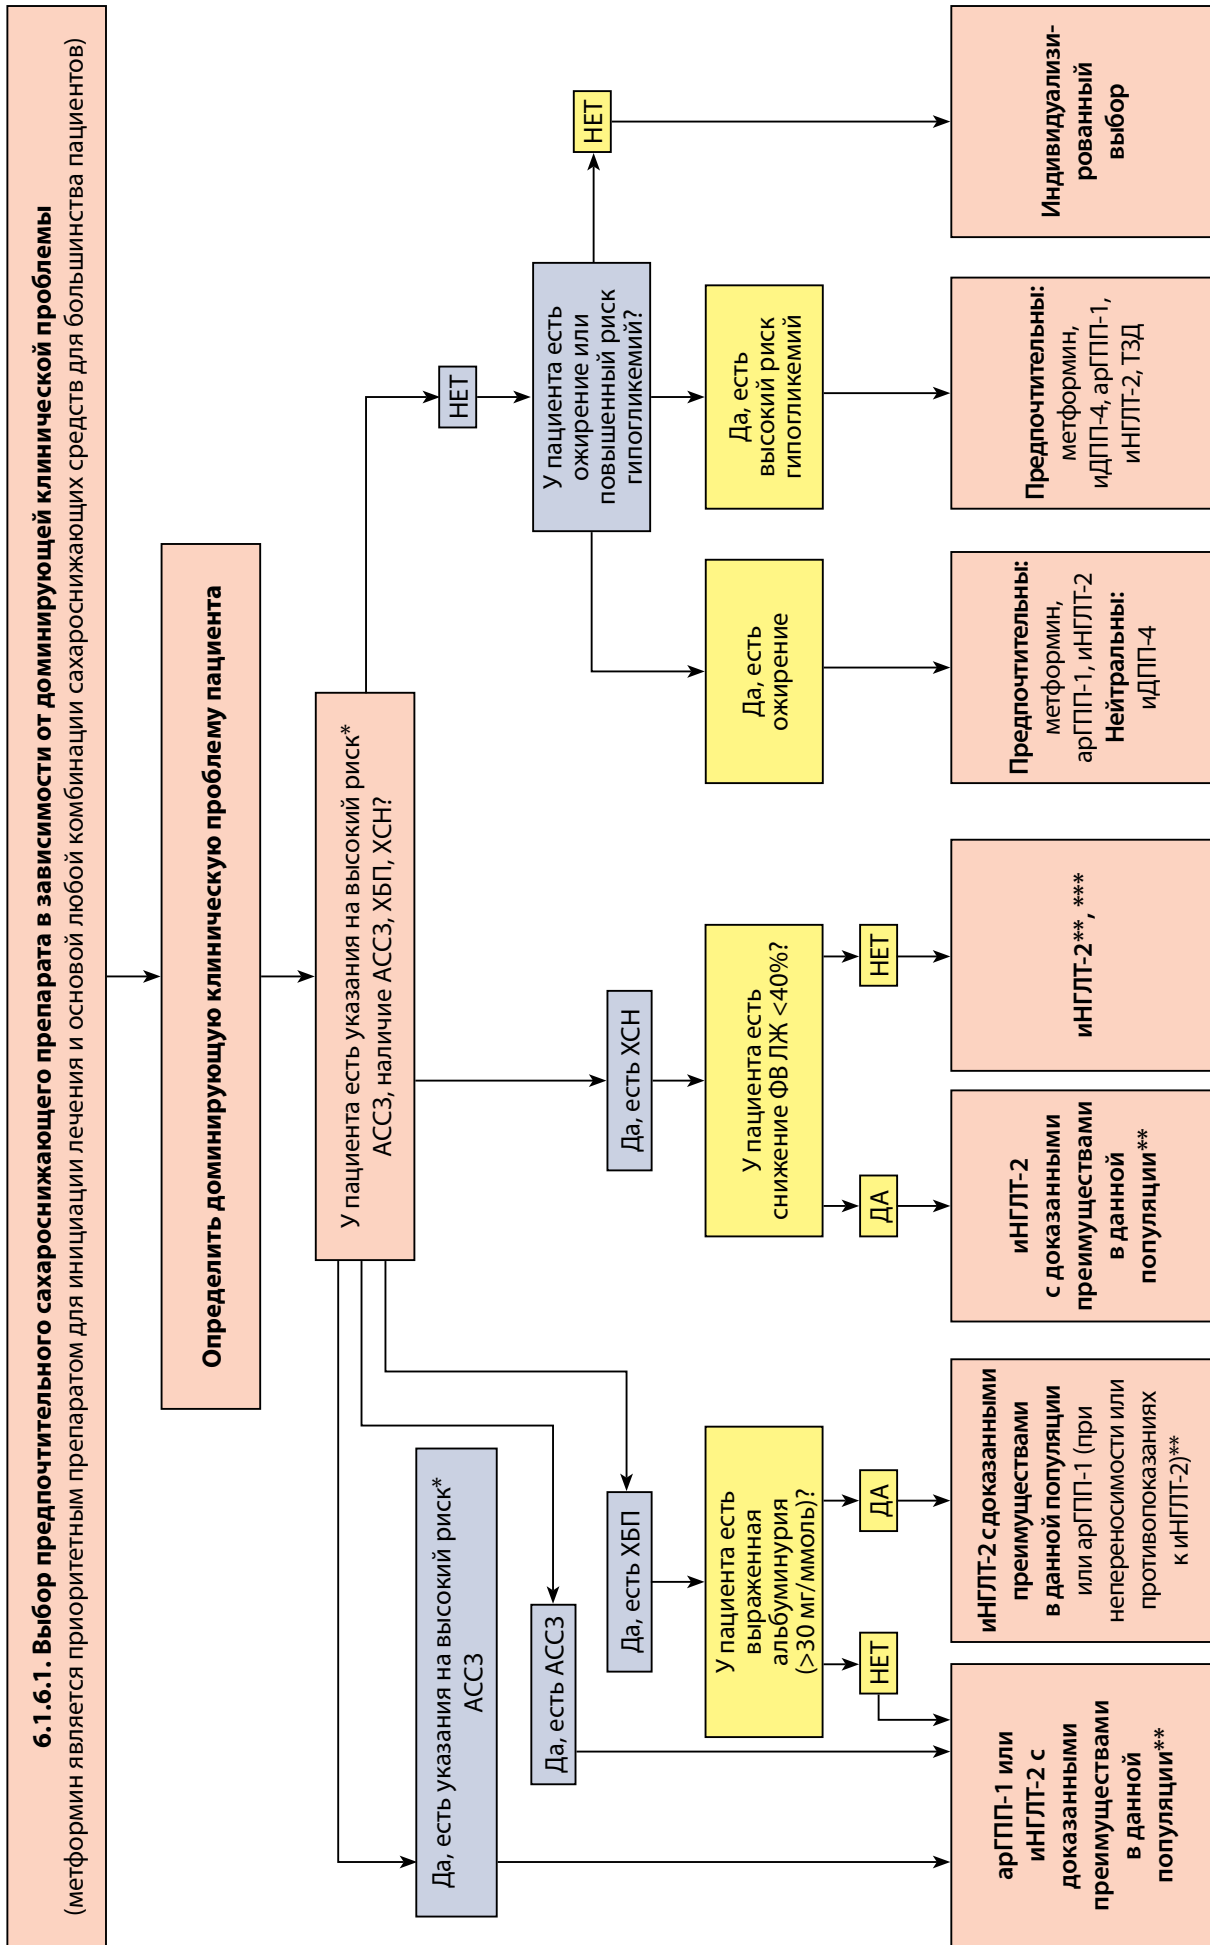 6.1.6.1. Выбор предпочтительного сахароснижающего препарата в зависимости от доминирующей клинической проблемы
(метформин является приоритетным препаратом для инициации лечения и основой любой комбинации сахароснижающих средств для большинства пациентов)
Определить доминирующую клиническую проблему пациента
У пациента есть указания на высокий риск*
АССЗ, наличие АССЗ, ХБП, ХСН?
Да, есть указания на высокий риск*
АССЗ
Да, есть АССЗ
Да, есть ХБП
У пациента есть
выраженная
альбуминурия
(>30 мг/ммоль)?
НЕТ
ДА
Да, есть ХСН
У пациента есть
снижение ФВ ЛЖ <40%?
ДА
НЕТ
НЕТ
У пациента есть
ожирение или
повышенный риск
гипогликемий?
Да, есть
ожирение
Да, есть
высокий риск
гипогликемий
НЕТ
арГПП-1 или
иНГЛТ-2 с
доказанными
преимуществами
в данной
популяции**
иНГЛТ-2 с доказанными
преимуществами
в данной популяции
или арГПП-1 (при
непереносимости или
противопоказаниях
к иНГЛТ-2)**
иНГЛТ-2
с доказанными
преимуществами
в данной
популяции**
иНГЛТ-2**, ***
Предпочтительны:
метформин,
арГПП-1, иНГЛТ-2
Нейтральны:
иДПП-4
Предпочтительны:
метформин,
иДПП-4, арГПП-1,
иНГЛТ-2, ТЗД
Индивидуализи-
рованный
выбор